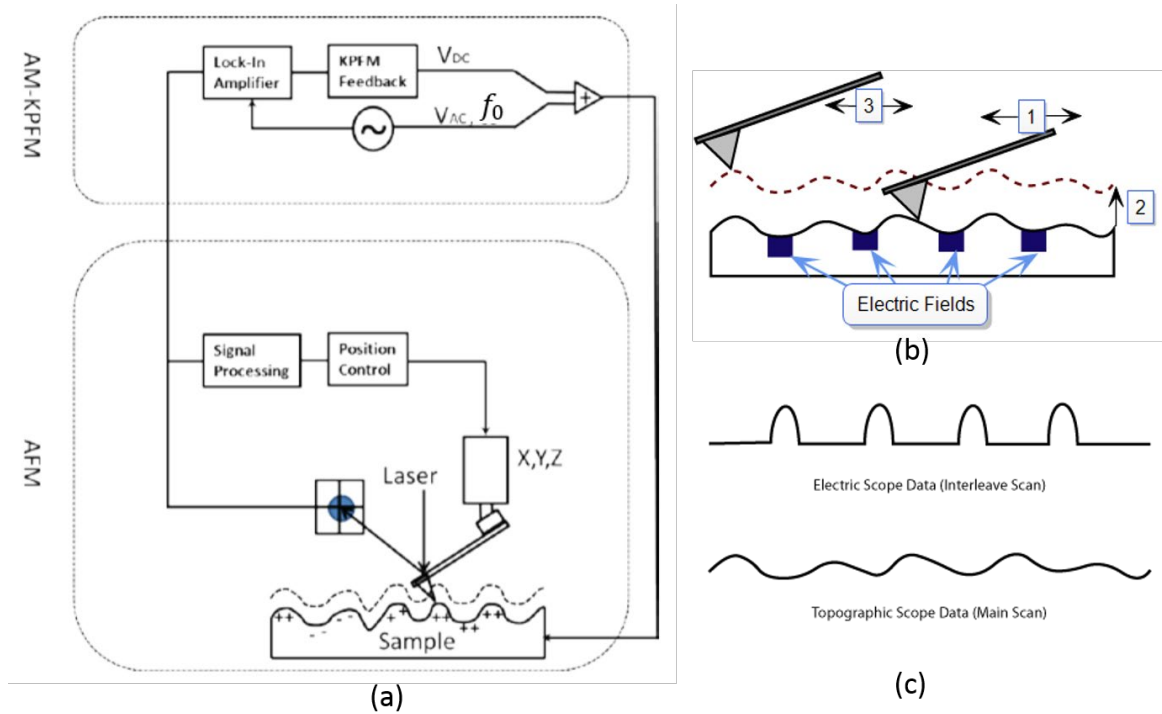 AM-KPFM
Lock-In
Amplifier
KPFM
Feedback
VDC
VAC, f0
+
AFM
Signal
Processing
Position
Control
X,Y,Z
Laser
++
- - -
+ +
++
++
++
Sample
(a)
3
1
2
Electric Fields
(b)
Electric Scope Data (Interleave Scan)
Topographic Scope Data (Main Scan)
(c)